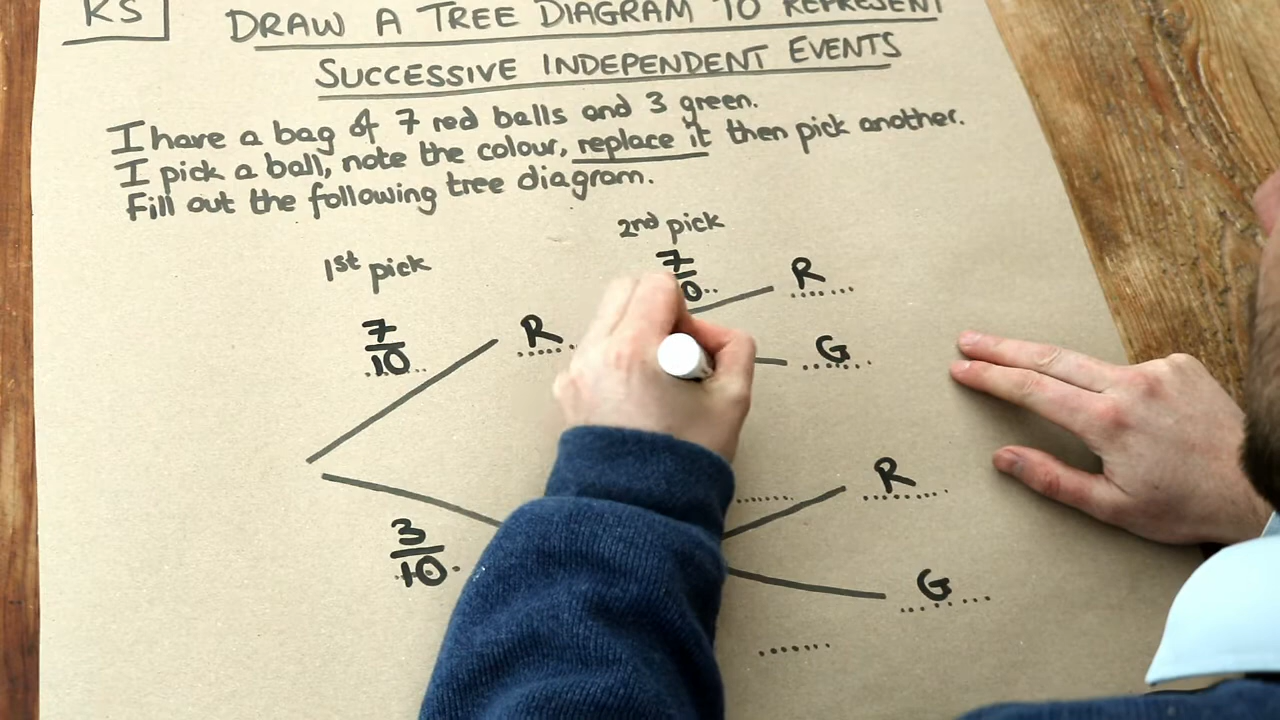 KS
DRAW A TREE DIAGRAM TO REPRESENT
SUCCESSIVE INDEPENDENT EVENTS
I have a bag of 7 red balls and 3 green.
I pick a ball, note the colour, replace it then pick another.
Fill out the following tree diagram.
2nd pick
1st pick
7/10
R
7/10
R
G
3/10
R
G